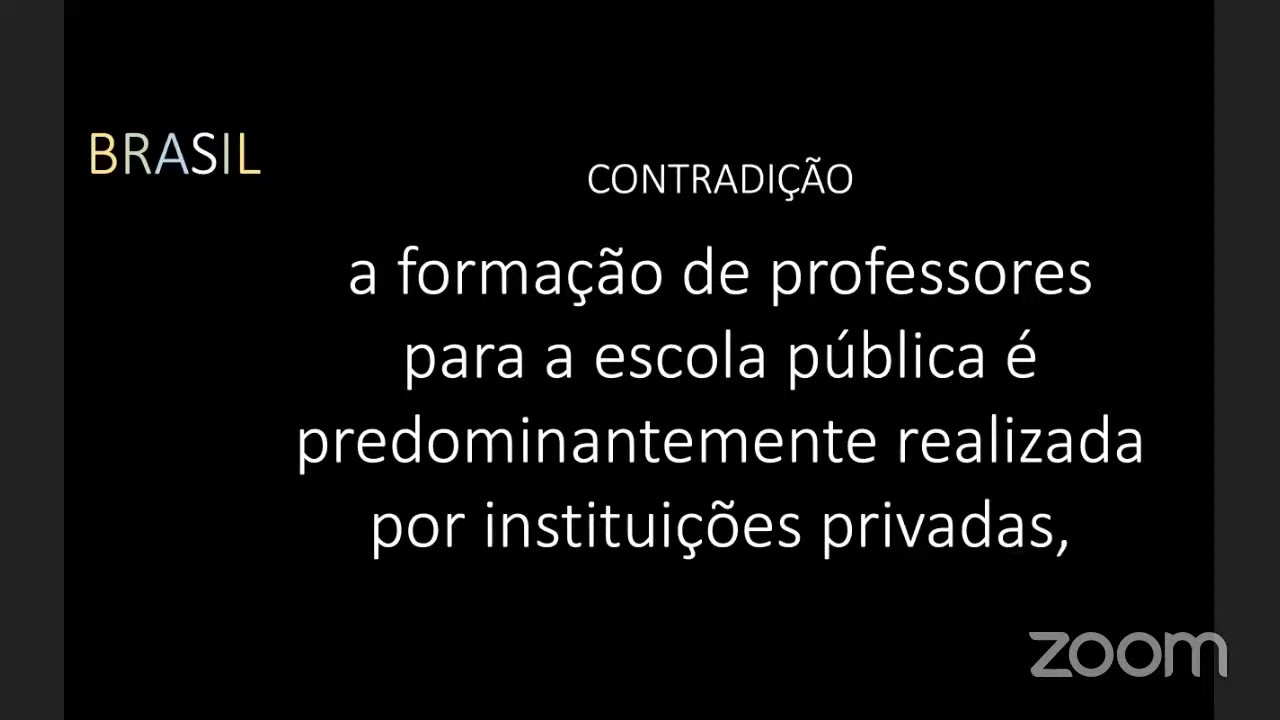 BRASIL
CONTRADIÇÃO
a formação de professores
para a escola pública é
predominantemente realizada
por instituições privadas,
zoom